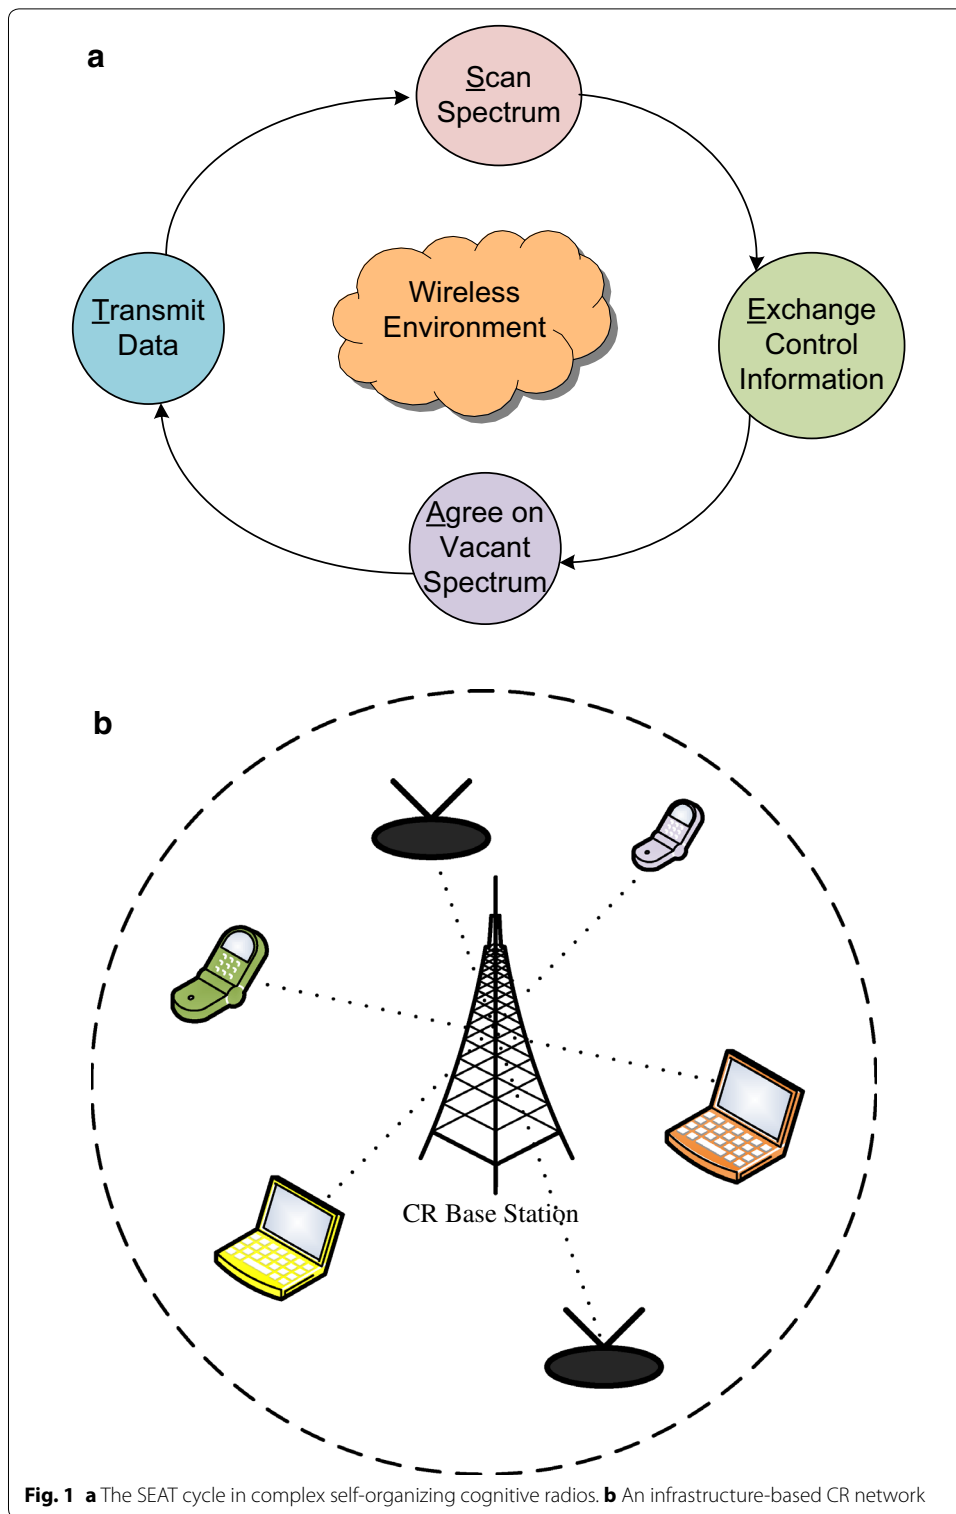 a
Scan
Spectrum
Wireless
Environment
Transmit
Data
Exchange
Control
Information
Agree on
Vacant
Spectrum
b
CR Base Station
Fig. 1 a The SEAT cycle in complex self-organizing cognitive radios. b An infrastructure-based CR network